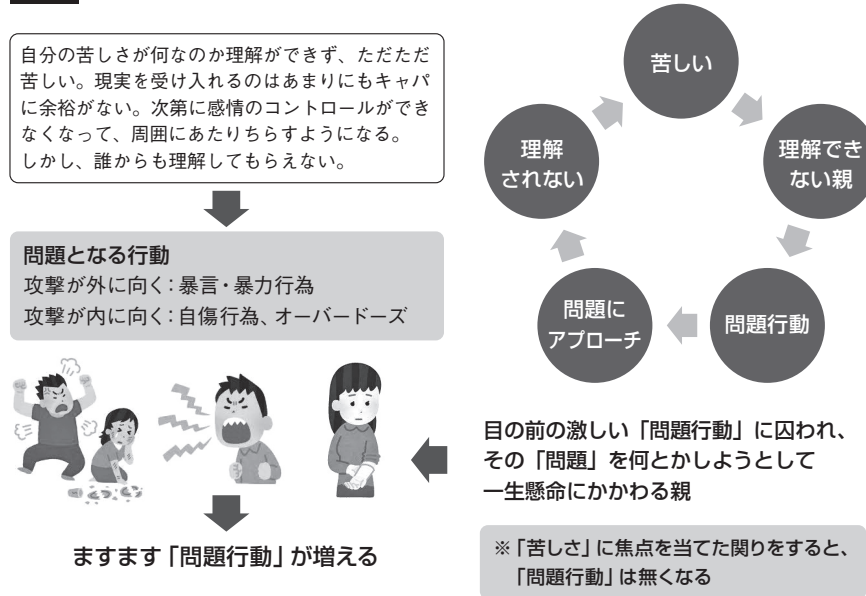 自分の苦しさが何なのか理解ができず、ただただ
苦しい。現実を受け入れるのはあまりにもキャパ
に余裕がない。次第に感情のコントロールができ
なくなって、周囲にあたりちらすようになる。
しかし、誰からも理解してもらえない。
問題となる行動
攻撃が外に向く：暴言・暴力行為
攻撃が内に向く：自傷行為、オーバードーズ
ますます「問題行動」が増える
苦しい
理解でき
ない親
問題行動
問題に
アプローチ
理解
されない
目の前の激しい「問題行動」に囚われ、
その「問題」を何とかしようとして
一生懸命にかかわる親
※「苦しさ」に焦点を当てた関りをすると、
「問題行動」は無くなる